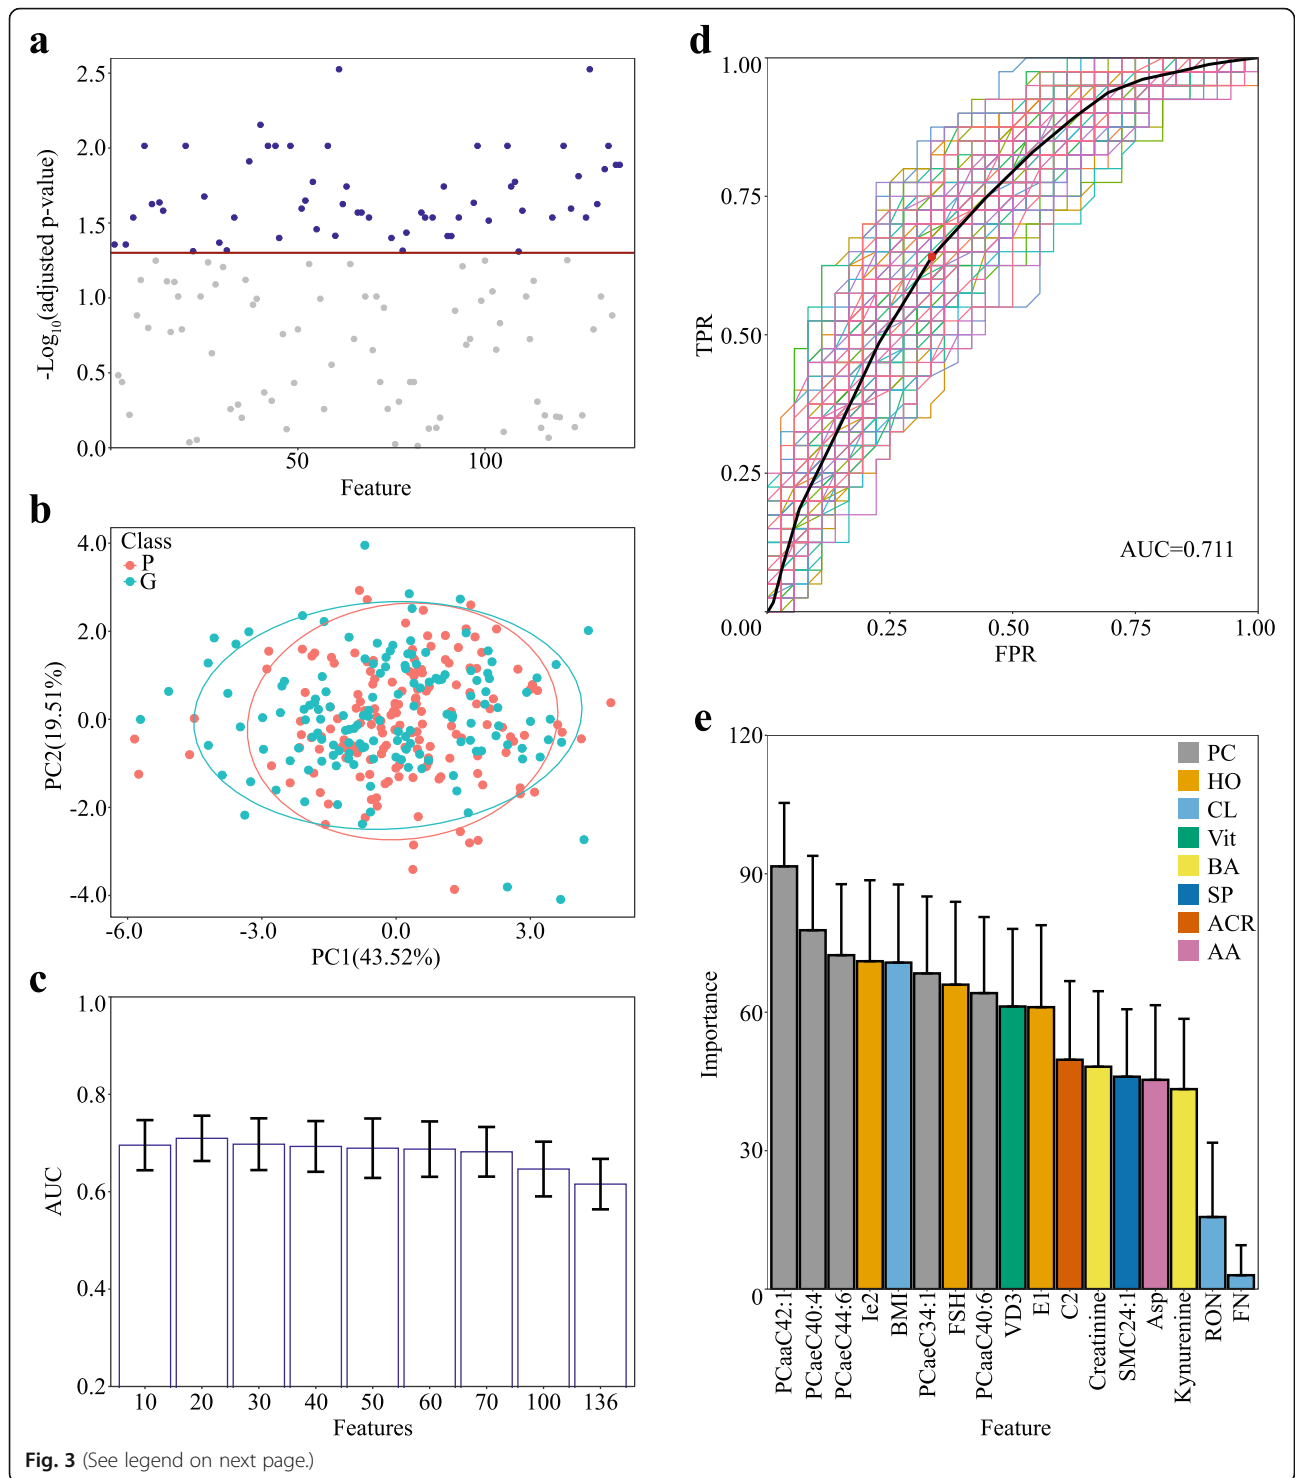 a
2.5
2.0
1.5
1.0
0.5
0.0
-Log10(adjusted p-value)
50
100
Feature
b
Class
P
G
4.0
2.0
0.0
-2.0
-4.0
PC2(19.51%)
-6.0
-3.0
0.0
3.0
PC1(43.52%)
c
1.0
0.8
0.6
0.4
0.2
AUC
10
20
30
40
50
60
70
100
136
Features
d
1.00
0.75
0.50
0.25
0.00
TPR
AUC=0.711
0.25
0.50
0.75
1.00
FPR
e
120
90
60
30
0
Importance
PC
HO
CL
Vit
BA
SP
ACR
AA
PCaaC42:1
PCaeC40:4
PCaeC44:6
Ie2
BMI
PCaeC34:1
FSH
PCaaC40:6
VD3
E1
C2
Creatinine
SMC24:1
Asp
Kynurenine
RON
FN
Feature
Fig. 3 (See legend on next page.)